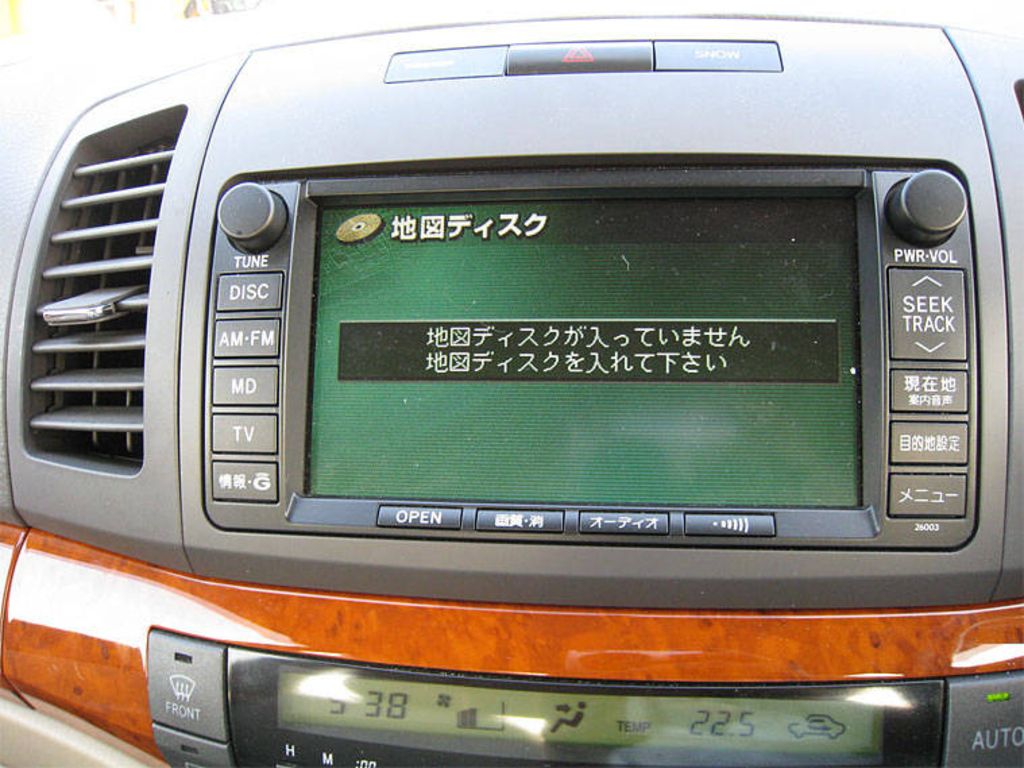 SNOW
地図ディスク
地図ディスクが入っていません
地図ディスクを入れて下さい
TUNE
DISC
AM·FM
MD
TV
情報·G
PWR·VOL
SEEK
TRACK
現在地
案内音声
目的地設定
メニュー
26003
OPEN
画質·消
オーディオ
FRONT
5 38
TEMP 22.5
H M :00
AUTO